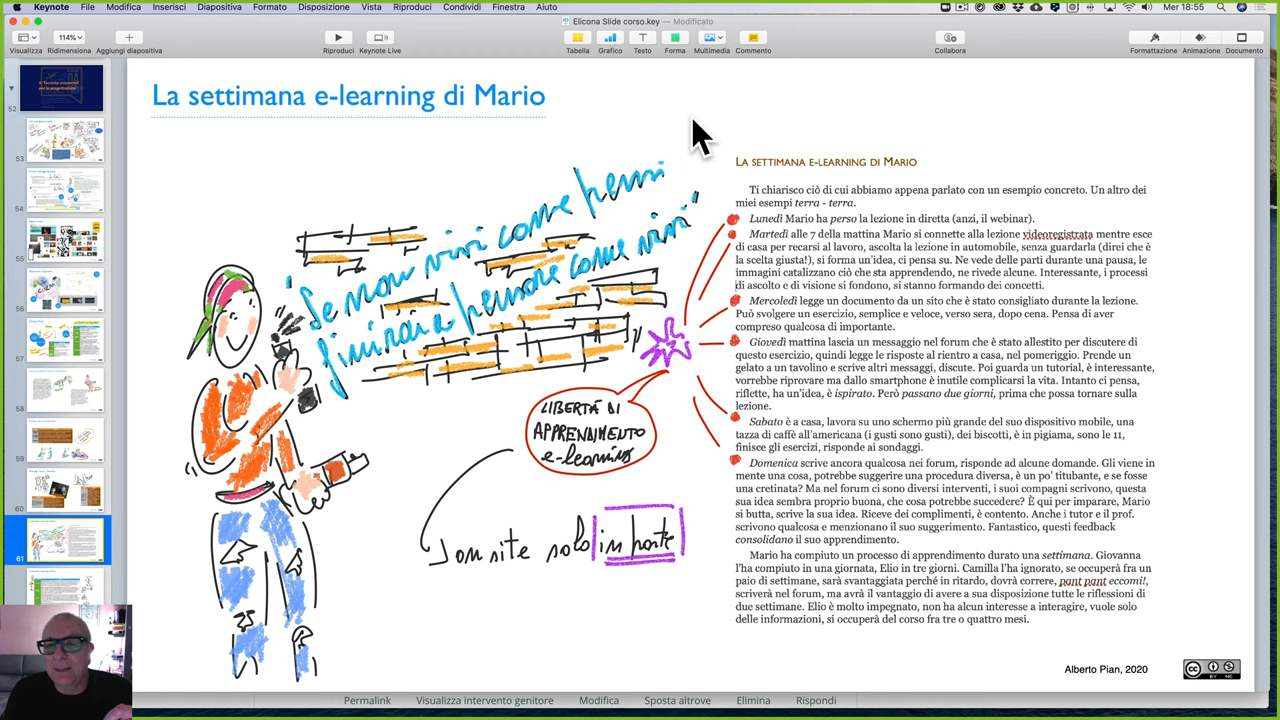 Keynote File Modifica Inserisci Diapositiva Formato Disposizione Vista Riproduci Condividi Finestra Aiuto Mer 18:55
Elicona Slide corso.key — Modificato
114%
Visualizza Ridimensiona Aggiungi diapositiva Riproduci Keynote Live Tabella Grafico Testo Forma Multimedia Commento Collabora Formattazione Animazione Documento
52
53
54
55
56
57
58
59
60
61
La settimana e-learning di Mario
"Se non vivi come pensi
finirai a pensare come vivi"
LIBERTÀ DI
APPRENDIMENTO
e-learning
on site solo in parte
La settimana e-learning di Mario
Ti chiarisco ciò di cui abbiamo appena parlato con un esempio concreto. Un altro dei
miei esempi terra - terra.
Lunedì Mario ha perso la lezione in diretta (anzi, il webinar).
Martedì alle 7 della mattina Mario si connette alla lezione videoregistrata mentre esce
di casa per recarsi al lavoro, ascolta la lezione in automobile, senza guardarla (direi che è
la scelta giusta!), si forma un'idea, ci pensa su. Ne vede delle parti durante una pausa, le
immagini catalizzano ciò che sta apprendendo, ne rivede alcune. Interessante, i processi
di ascolto e di visione si fondono, si stanno formando dei concetti.
Mercoledì legge un documento da un sito che è stato consigliato durante la lezione.
Può svolgere un esercizio, semplice e veloce, verso sera, dopo cena. Pensa di aver
compreso qualcosa di importante.
Giovedì mattina lascia un messaggio nel forum che è stato allestito per discutere di
questo esercizio, quindi legge le risposte al rientro a casa, nel pomeriggio. Prende un
gelato a un tavolino e scrive altri messaggi, discute. Poi guarda un tutorial, è interessante,
vorrebbe riprovare ma dallo smartphone è inutile complicarsi la vita. Intanto ci pensa,
riflette, ha un'idea, è ispirato. Però passano due giorni, prima che possa tornare sulla
lezione.
Sabato è a casa, lavora su uno schermo più grande del suo dispositivo mobile, una
tazza di caffè all'americana (i gusti sono gusti), dei biscotti, è in pigiama, sono le 11,
finisce gli esercizi, risponde ai sondaggi.
Domenica scrive ancora qualcosa nei forum, risponde ad alcune domande. Gli viene in
mente una cosa, potrebbe suggerire una procedura diversa, è un po' titubante, e se fosse
una cretinata? Ma nel forum ci sono diversi interventi, i suoi compagni scrivono, questa
sua idea sembra proprio buona, che cosa potrebbe succedere? È qui per imparare, Mario
si butta, scrive la sua idea. Riceve dei complimenti, è contento. Anche i tutor e il prof.
scrivono qualcosa e menzionano il suo suggerimento. Fantastico, questi feedback
consolidano il suo apprendimento.
Mario ha compiuto un processo di apprendimento durato una settimana. Giovanna
l'ha compiuto in una giornata, Elio in tre giorni. Camilla l'ha ignorato, se occuperà fra un
paio di settimane, sarà svantaggiata perché in ritardo, dovrà correre, pant pant eccomi!,
scriverà nel forum, ma avrà il vantaggio di avere a sua disposizione tutte le riflessioni di
due settimane. Elio è molto impegnato, non ha alcun interesse a interagire, vuole solo
delle informazioni, si occuperà del corso fra tre o quattro mesi.
Alberto Pian, 2020
CC BY NC
Permalink Visualizza intervento genitore Modifica Sposta altrove Elimina Rispondi